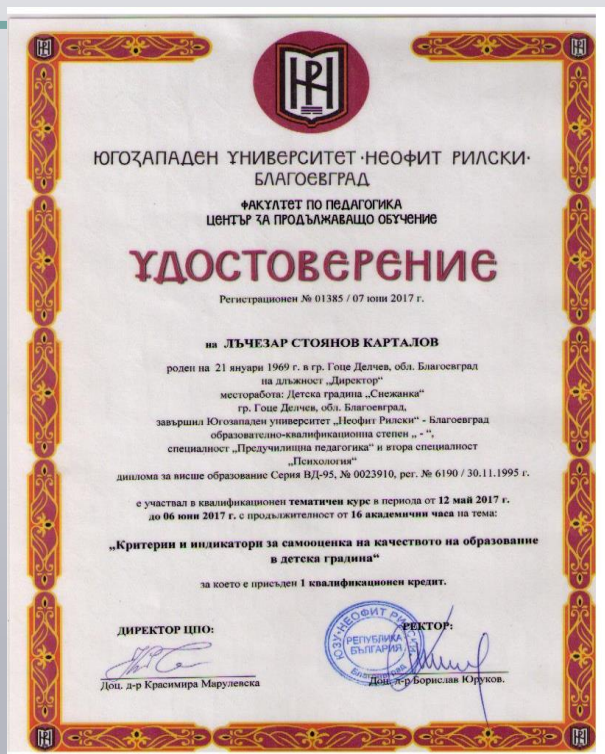 ЮГОЗАПАДЕН УНИВЕРСИТЕТ·НЕОФИТ РИЛСКИ·
БЛАГОЕВГРАД
ФАКУЛТЕТ ПО ПЕДАГОГИКА
ЦЕНТЪР ЗА ПРОДЪЛЖАВАЩО ОБУЧЕНИЕ
УДОСТОВЕРЕНИЕ
Регистрационен № 01385 / 07 юни 2017 г.
на ЛЪЧЕЗАР СТОЯНОВ КАРТАЛОВ
роден на 21 януари 1969 г. в гр. Гоце Делчев, обл. Благоевград
на длъжност „Директор“
месторабота: Детска градина „Снежанка“
гр. Гоце Делчев, обл. Благоевград,
завършил Югозападен университет „Неофит Рилски“ - Благоевград
образователно-квалификационна степен „ - “,
специалност „Предучилищна педагогика“ и втора специалност
„Психология“
диплома за висше образование Серия ВД-95, № 0023910, рег. № 6190 / 30.11.1995 г.
е участвал в квалификационен тематичен курс в периода от 12 май 2017 г.
до 06 юни 2017 г. с продължителност от 16 академични часа на тема:
„Критерии и индикатори за самооценка на качеството на образование
в детска градина“
за което е присъден 1 квалификационен кредит.
ДИРЕКТОР ЦПО:
РЕКТОР:
ЮЗУ·НЕОФИТ РИЛСКИ
РЕПУБЛИКА
БЪЛГАРИЯ
Благоевград
Доц. д-р Красимира Марулевска
Доц. д-р Борислав Юруков.